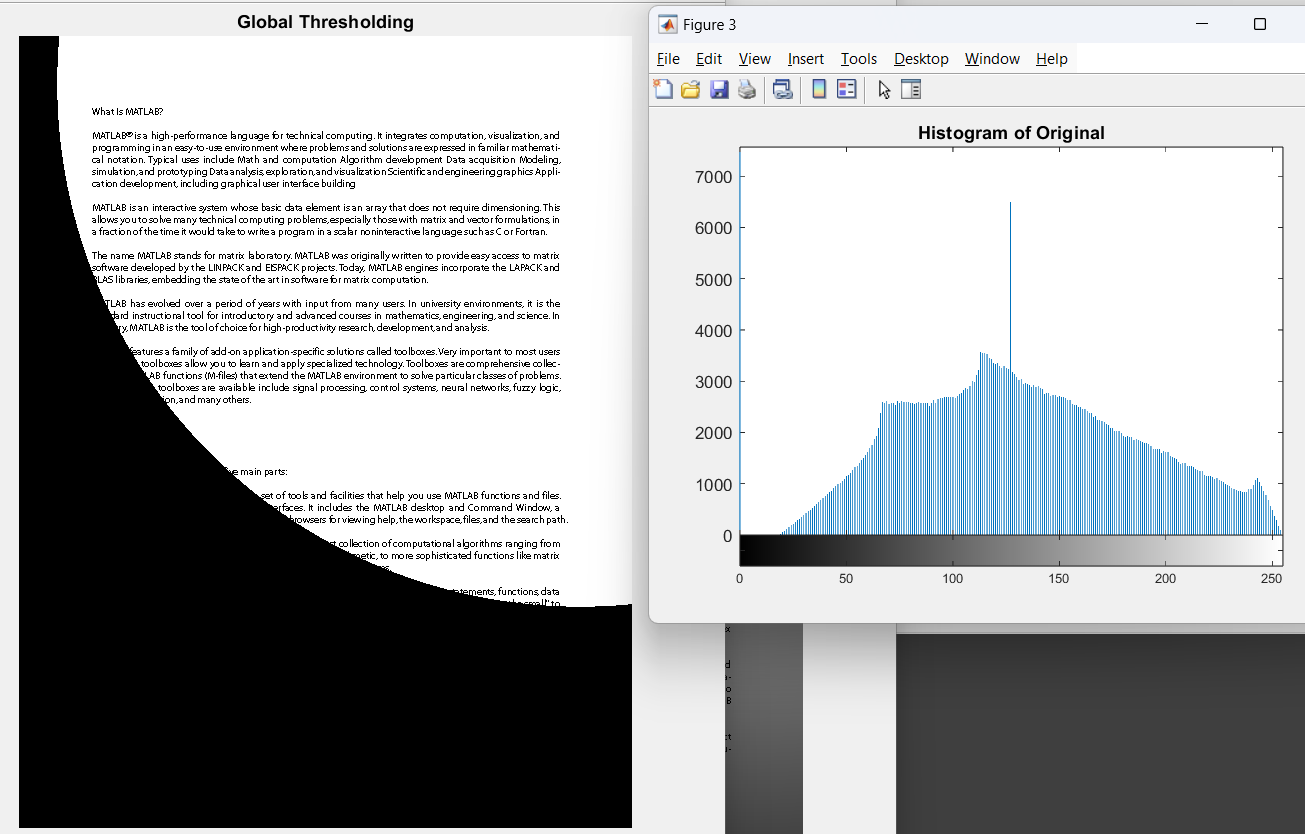 Global Thresholding
What Is MATLAB?
MATLAB® is a high-performance language for technical computing. It integrates computation, visualization, and
programming in an easy-to-use environment where problems and solutions are expressed in familiar mathemati-
cal notation. Typical uses include Math and computation Algorithm development Data acquisition Modeling,
simulation, and prototyping Data analysis, exploration, and visualization Scientific and engineering graphics Appli-
cation development, including graphical user interface building
MATLAB is an interactive system whose basic data element is an array that does not require dimensioning. This
allows you to solve many technical computing problems, especially those with matrix and vector formulations, in
a fraction of the time it would take to write a program in a scalar noninteractive language such as C or Fortran.
The name MATLAB stands for matrix laboratory. MATLAB was originally written to provide easy access to matrix
software developed by the LINPACK and EISPACK projects. Today, MATLAB engines incorporate the LAPACK and
LAS libraries, embedding the state of the art in software for matrix computation.
TLAB has evolved over a period of years with input from many users. In university environments, it is the
dard instructional tool for introductory and advanced courses in mathematics, engineering, and science. In
ry, MATLAB is the tool of choice for high-productivity research, development, and analysis.
features a family of add-on application-specific solutions called toolboxes. Very important to most users
toolboxes allow you to learn and apply specialized technology. Toolboxes are comprehensive collec-
AB functions (M-files) that extend the MATLAB environment to solve particular classes of problems.
toolboxes are available include signal processing, control systems, neural networks, fuzzy logic,
ion, and many others.
ve main parts:
set of tools and facilities that help you use MATLAB functions and files.
erfaces. It includes the MATLAB desktop and Command Window, a
browsers for viewing help, the workspace, files, and the search path.
st collection of computational algorithms ranging from
metic, to more sophisticated functions like matrix
es.
tatements, functions, data
"to
Figure 3
File Edit View Insert Tools Desktop Window Help
Histogram of Original
7000
6000
5000
4000
3000
2000
1000
0
0 50 100 150 200 250
x
d
-
o
B
ct
u-